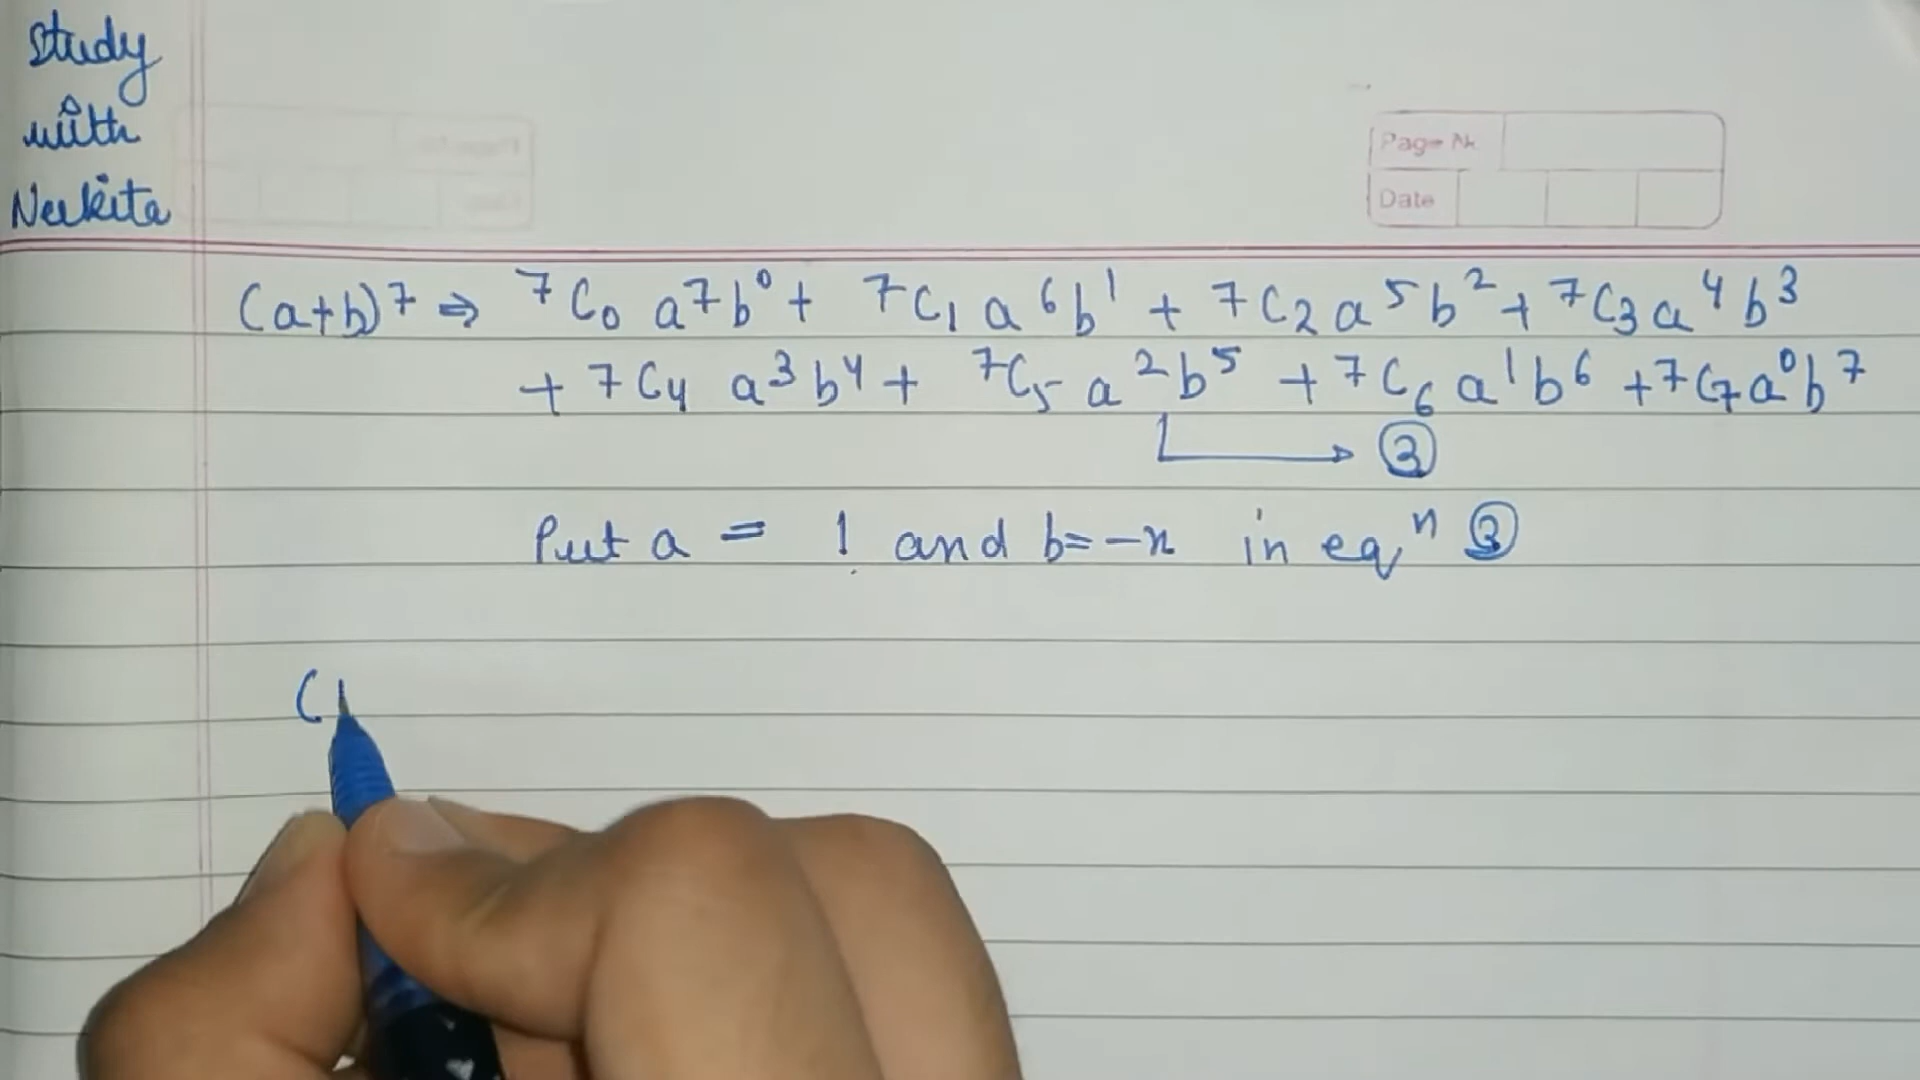 Study
with
Neekita
Page No
Date
(a+b)⁷ ⇒ ⁷C₀ a⁷b⁰ + ⁷C₁ a⁶b¹ + ⁷C₂ a⁵b² + ⁷C₃ a⁴b³
+ ⁷C₄ a³b⁴ + ⁷C₅ a²b⁵ + ⁷C₆ a¹b⁶ + ⁷C₇ a⁰b⁷
→ ③
Put a = 1 and b = -x in eqⁿ ③
(1